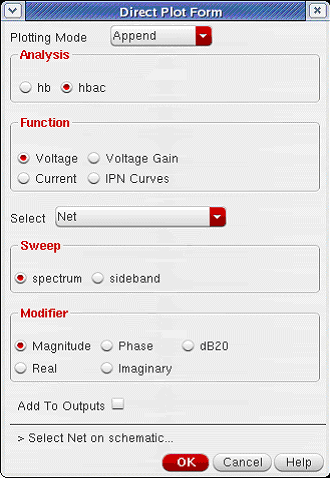 Direct Plot Form
Plotting Mode Append
Analysis
hb hbac
Function
Voltage Voltage Gain
Current IPN Curves
Select Net
Sweep
spectrum sideband
Modifier
Magnitude Phase dB20
Real Imaginary
Add To Outputs
> Select Net on schematic...
OK Cancel Help